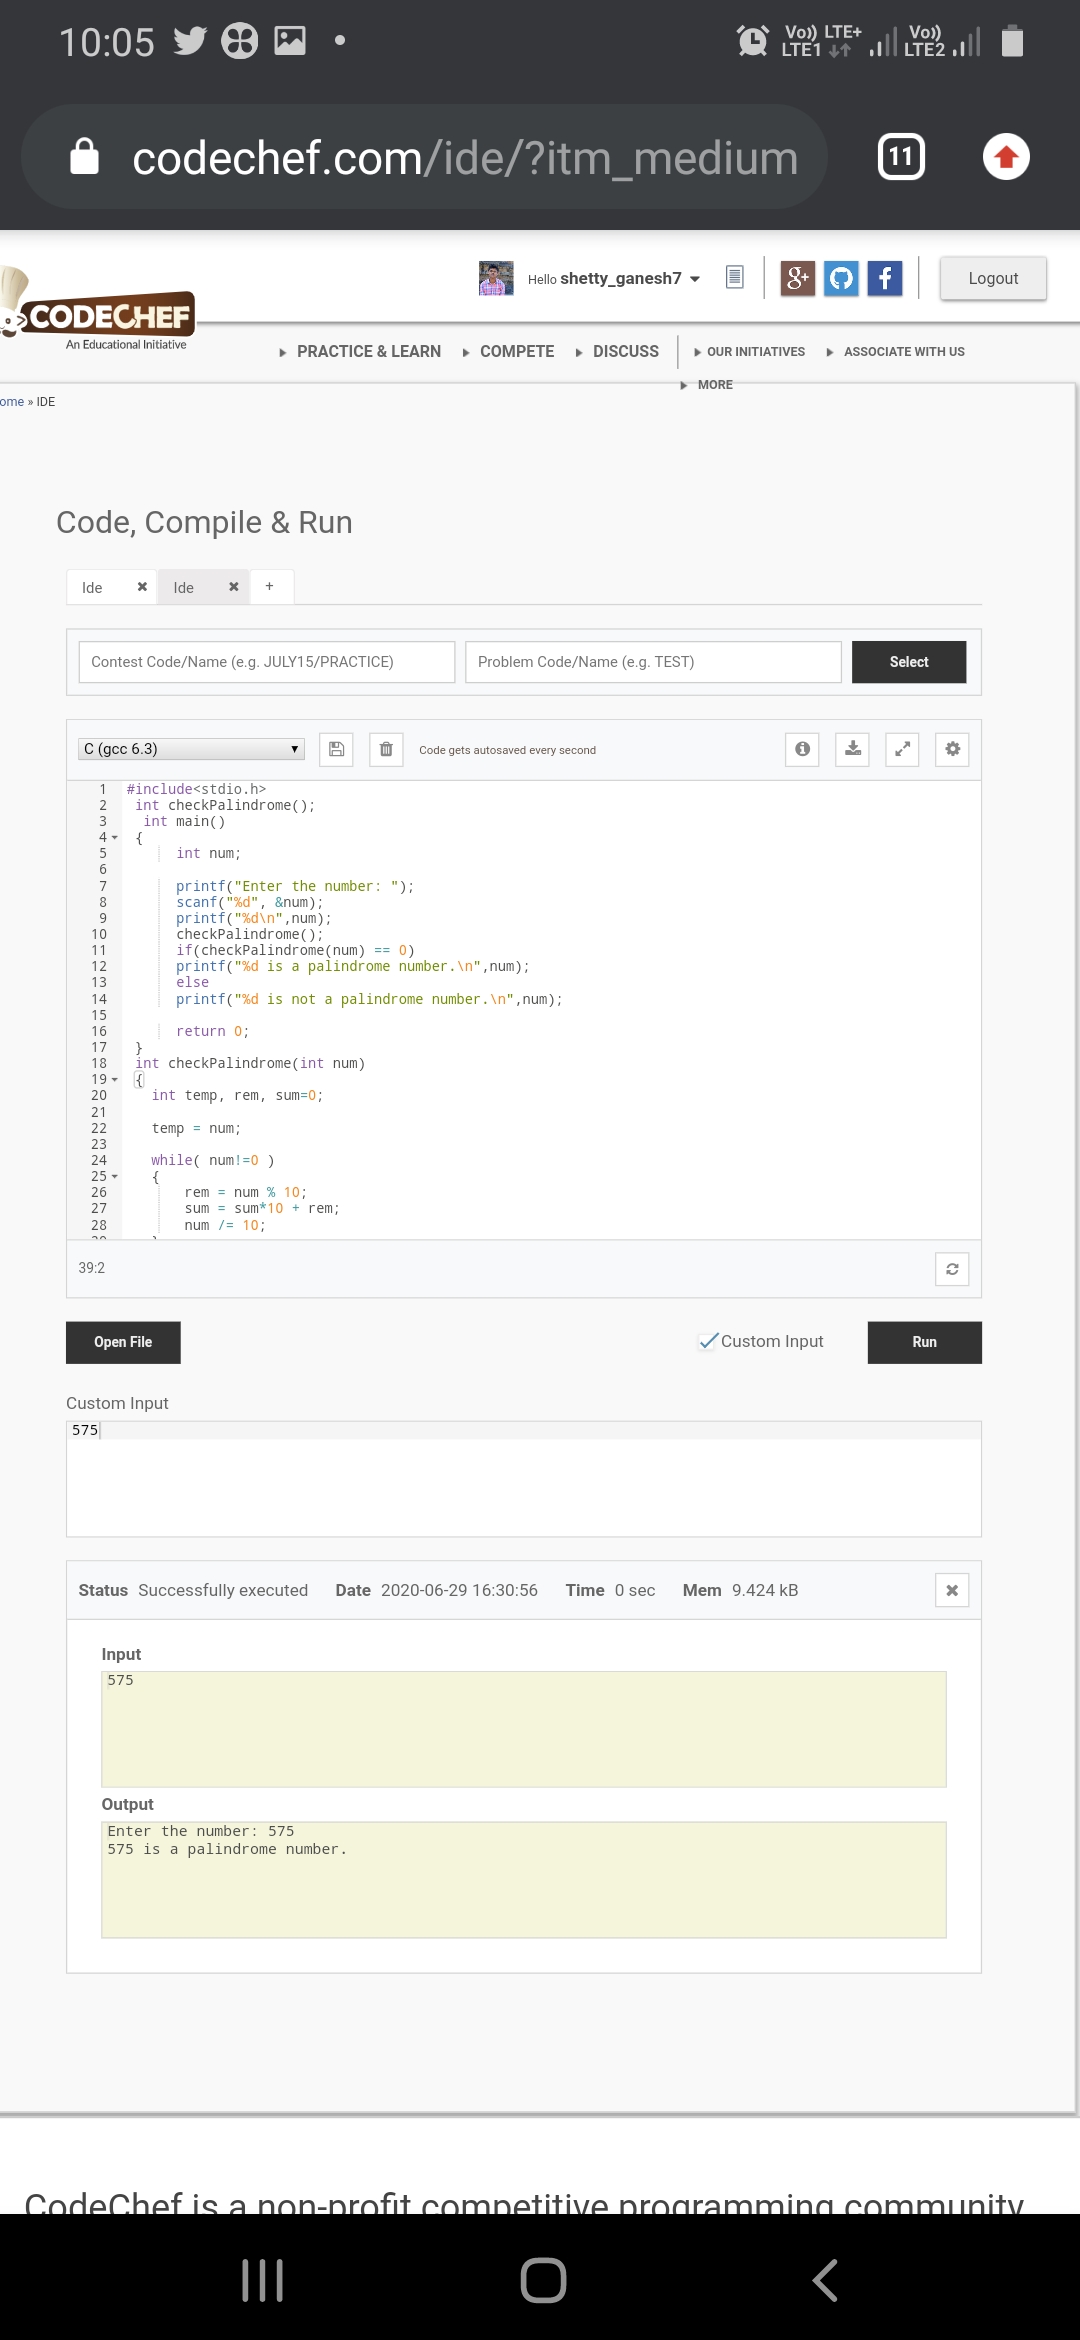 10:05
Vo)) LTE+
LTE1
Vo))
LTE2
codechef.com/ide/?itm_medium
11
Hello shetty_ganesh7
g+
f
Logout
CODECHEF
An Educational Initiative
PRACTICE & LEARN
COMPETE
DISCUSS
OUR INITIATIVES
ASSOCIATE WITH US
MORE
ome » IDE
Code, Compile & Run
Ide
Ide
+
Contest Code/Name (e.g. JULY15/PRACTICE)
Problem Code/Name (e.g. TEST)
Select
C (gcc 6.3)
Code gets autosaved every second
1 #include<stdio.h>
2 int checkPalindrome();
3 int main()
4 {
5 int num;
6
7 printf("Enter the number: ");
8 scanf("%d", &num);
9 printf("%d\n",num);
10 checkPalindrome();
11 if(checkPalindrome(num) == 0)
12 printf("%d is a palindrome number.\n",num);
13 else
14 printf("%d is not a palindrome number.\n",num);
15
16 return 0;
17 }
18 int checkPalindrome(int num)
19 {
20 int temp, rem, sum=0;
21
22 temp = num;
23
24 while( num!=0 )
25 {
26 rem = num % 10;
27 sum = sum*10 + rem;
28 num /= 10;
39:2
Open File
Custom Input
Run
Custom Input
575
Status Successfully executed Date 2020-06-29 16:30:56 Time 0 sec Mem 9.424 kB
Input
575
Output
Enter the number: 575
575 is a palindrome number.
CodeChef is a non-profit competitive programming community